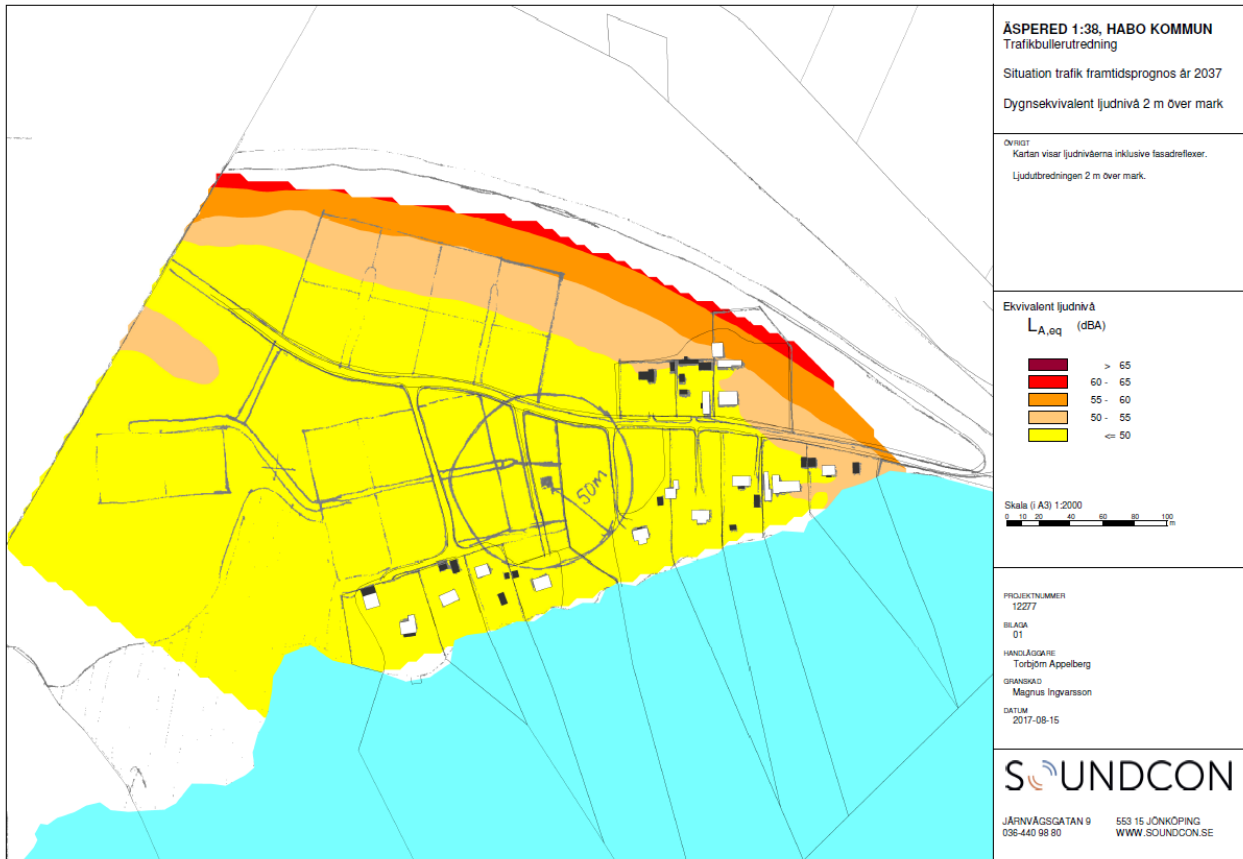 ÄSPERED 1:38, HABO KOMMUN
Trafikbullerutredning
Situation trafik framtidsprognos år 2037
Dygnsekvivalent ljudnivå 2 m över mark
ÖVRIGT
Kartan visar ljudnivåerna inklusive fasadreflexer.
Ljudutbredningen 2 m över mark.
Ekvivalent ljudnivå
LA,eq (dBA)
> 65
60 - 65
55 - 60
50 - 55
<= 50
Skala (i A3) 1:2000
0 10 20 40 60 80 100
m
50m
PROJEKTNUMMER
12277
BILAGA
01
HANDLÄGGARE
Torbjörn Appelberg
GRANSKAD
Magnus Ingvarsson
DATUM
2017-08-15
SOUNDCON
JÄRNVÄGSGATAN 9 553 15 JÖNKÖPING
036-440 98 80 WWW.SOUNDCON.SE